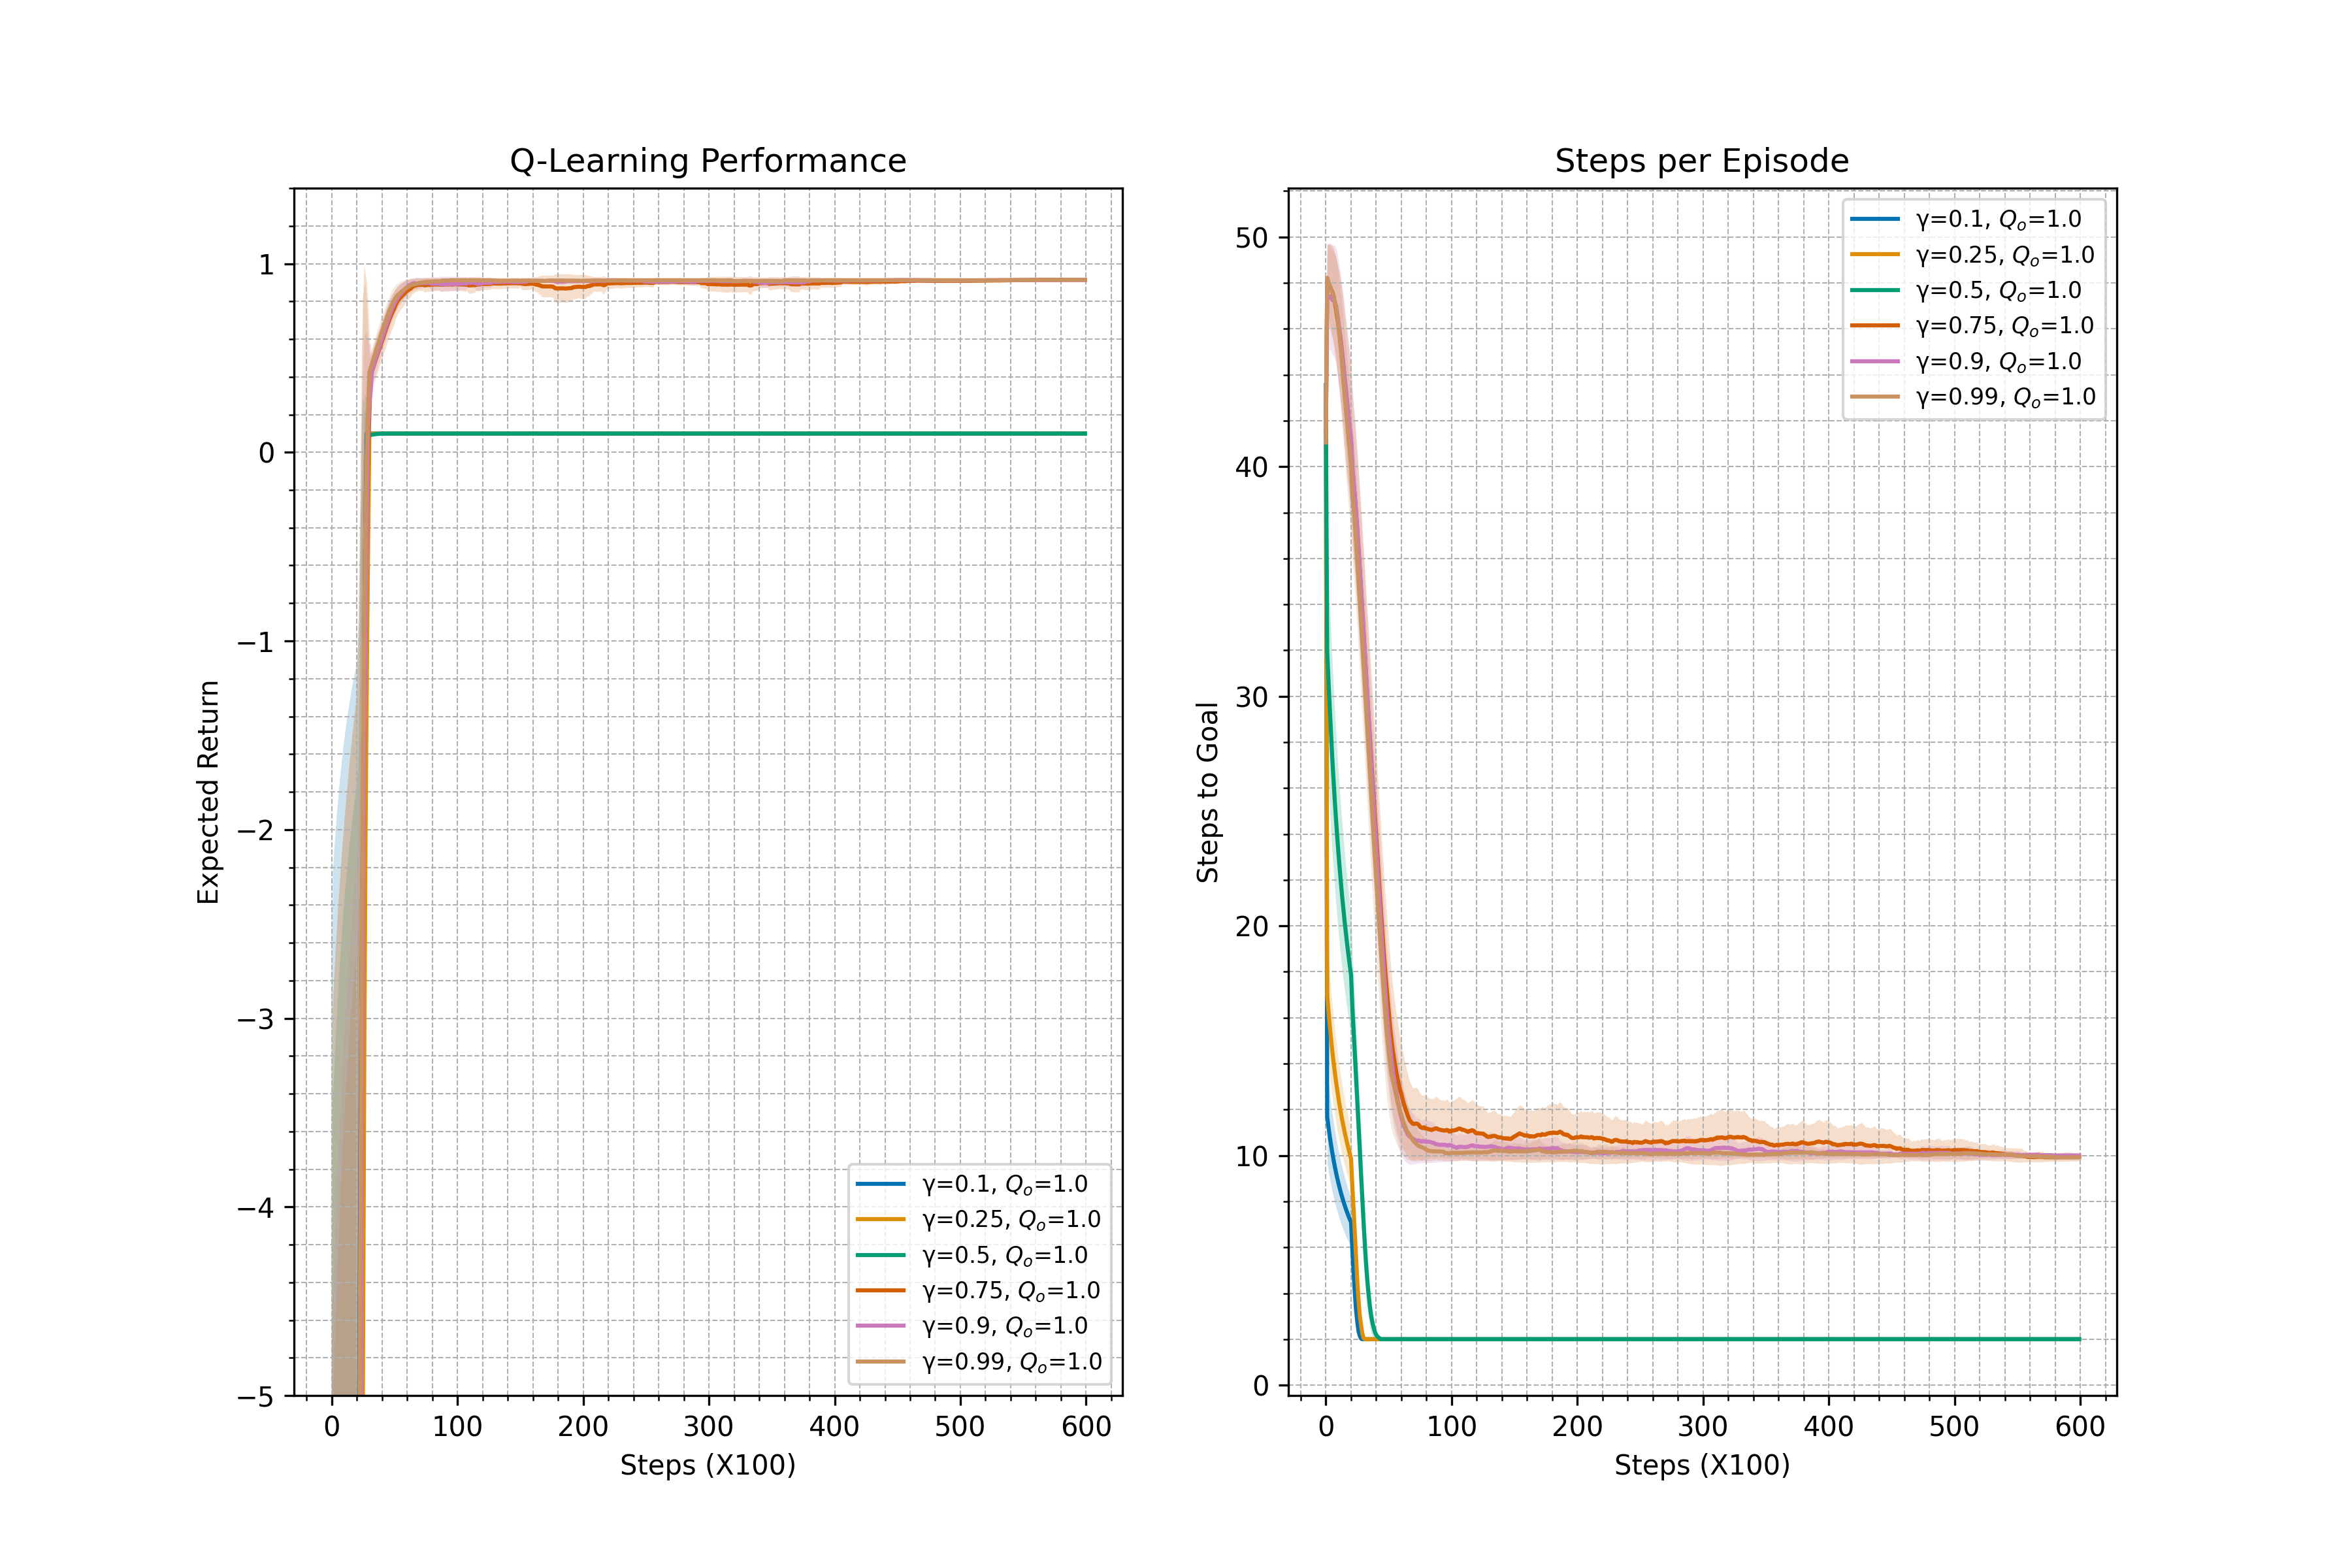 Q-Learning Performance
Expected Return
1
0
−1
−2
−3
−4
−5
0 100 200 300 400 500 600
Steps (X100)
γ=0.1, Qₒ=1.0
γ=0.25, Qₒ=1.0
γ=0.5, Qₒ=1.0
γ=0.75, Qₒ=1.0
γ=0.9, Qₒ=1.0
γ=0.99, Qₒ=1.0
Steps per Episode
Steps to Goal
50
40
30
20
10
0
0 100 200 300 400 500 600
Steps (X100)
γ=0.1, Qₒ=1.0
γ=0.25, Qₒ=1.0
γ=0.5, Qₒ=1.0
γ=0.75, Qₒ=1.0
γ=0.9, Qₒ=1.0
γ=0.99, Qₒ=1.0